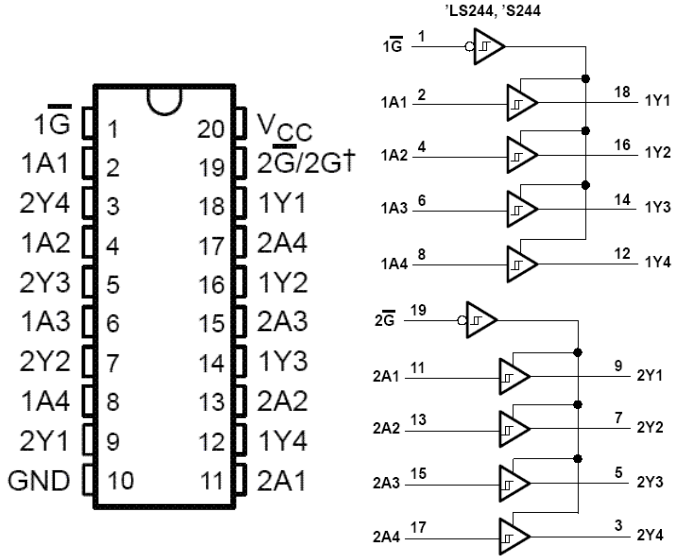 'LS244, 'S244
1G̅ 1 20 VCC
1A1 2 19 2G̅/2G†
2Y4 3 18 1Y1
1A2 4 17 2A4
2Y3 5 16 1Y2
1A3 6 15 2A3
2Y2 7 14 1Y3
1A4 8 13 2A2
2Y1 9 12 1Y4
GND 10 11 2A1
1G̅ 1
1A1 2 18 1Y1
1A2 4 16 1Y2
1A3 6 14 1Y3
1A4 8 12 1Y4
2G̅ 19
2A1 11 9 2Y1
2A2 13 7 2Y2
2A3 15 5 2Y3
2A4 17 3 2Y4